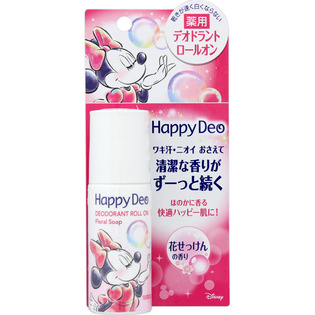 乾きが速く白くならない
薬用
デオドラント
ロールオン
Happy Deo
ワキ汗・ニオイ おさえて
清潔な香りが
ずーっと続く
ほのかに香る
快適ハッピー肌に!
花せっけん
の香り
Disney
Happy Deo
DEODORANT ROLL ON
Floral Soap